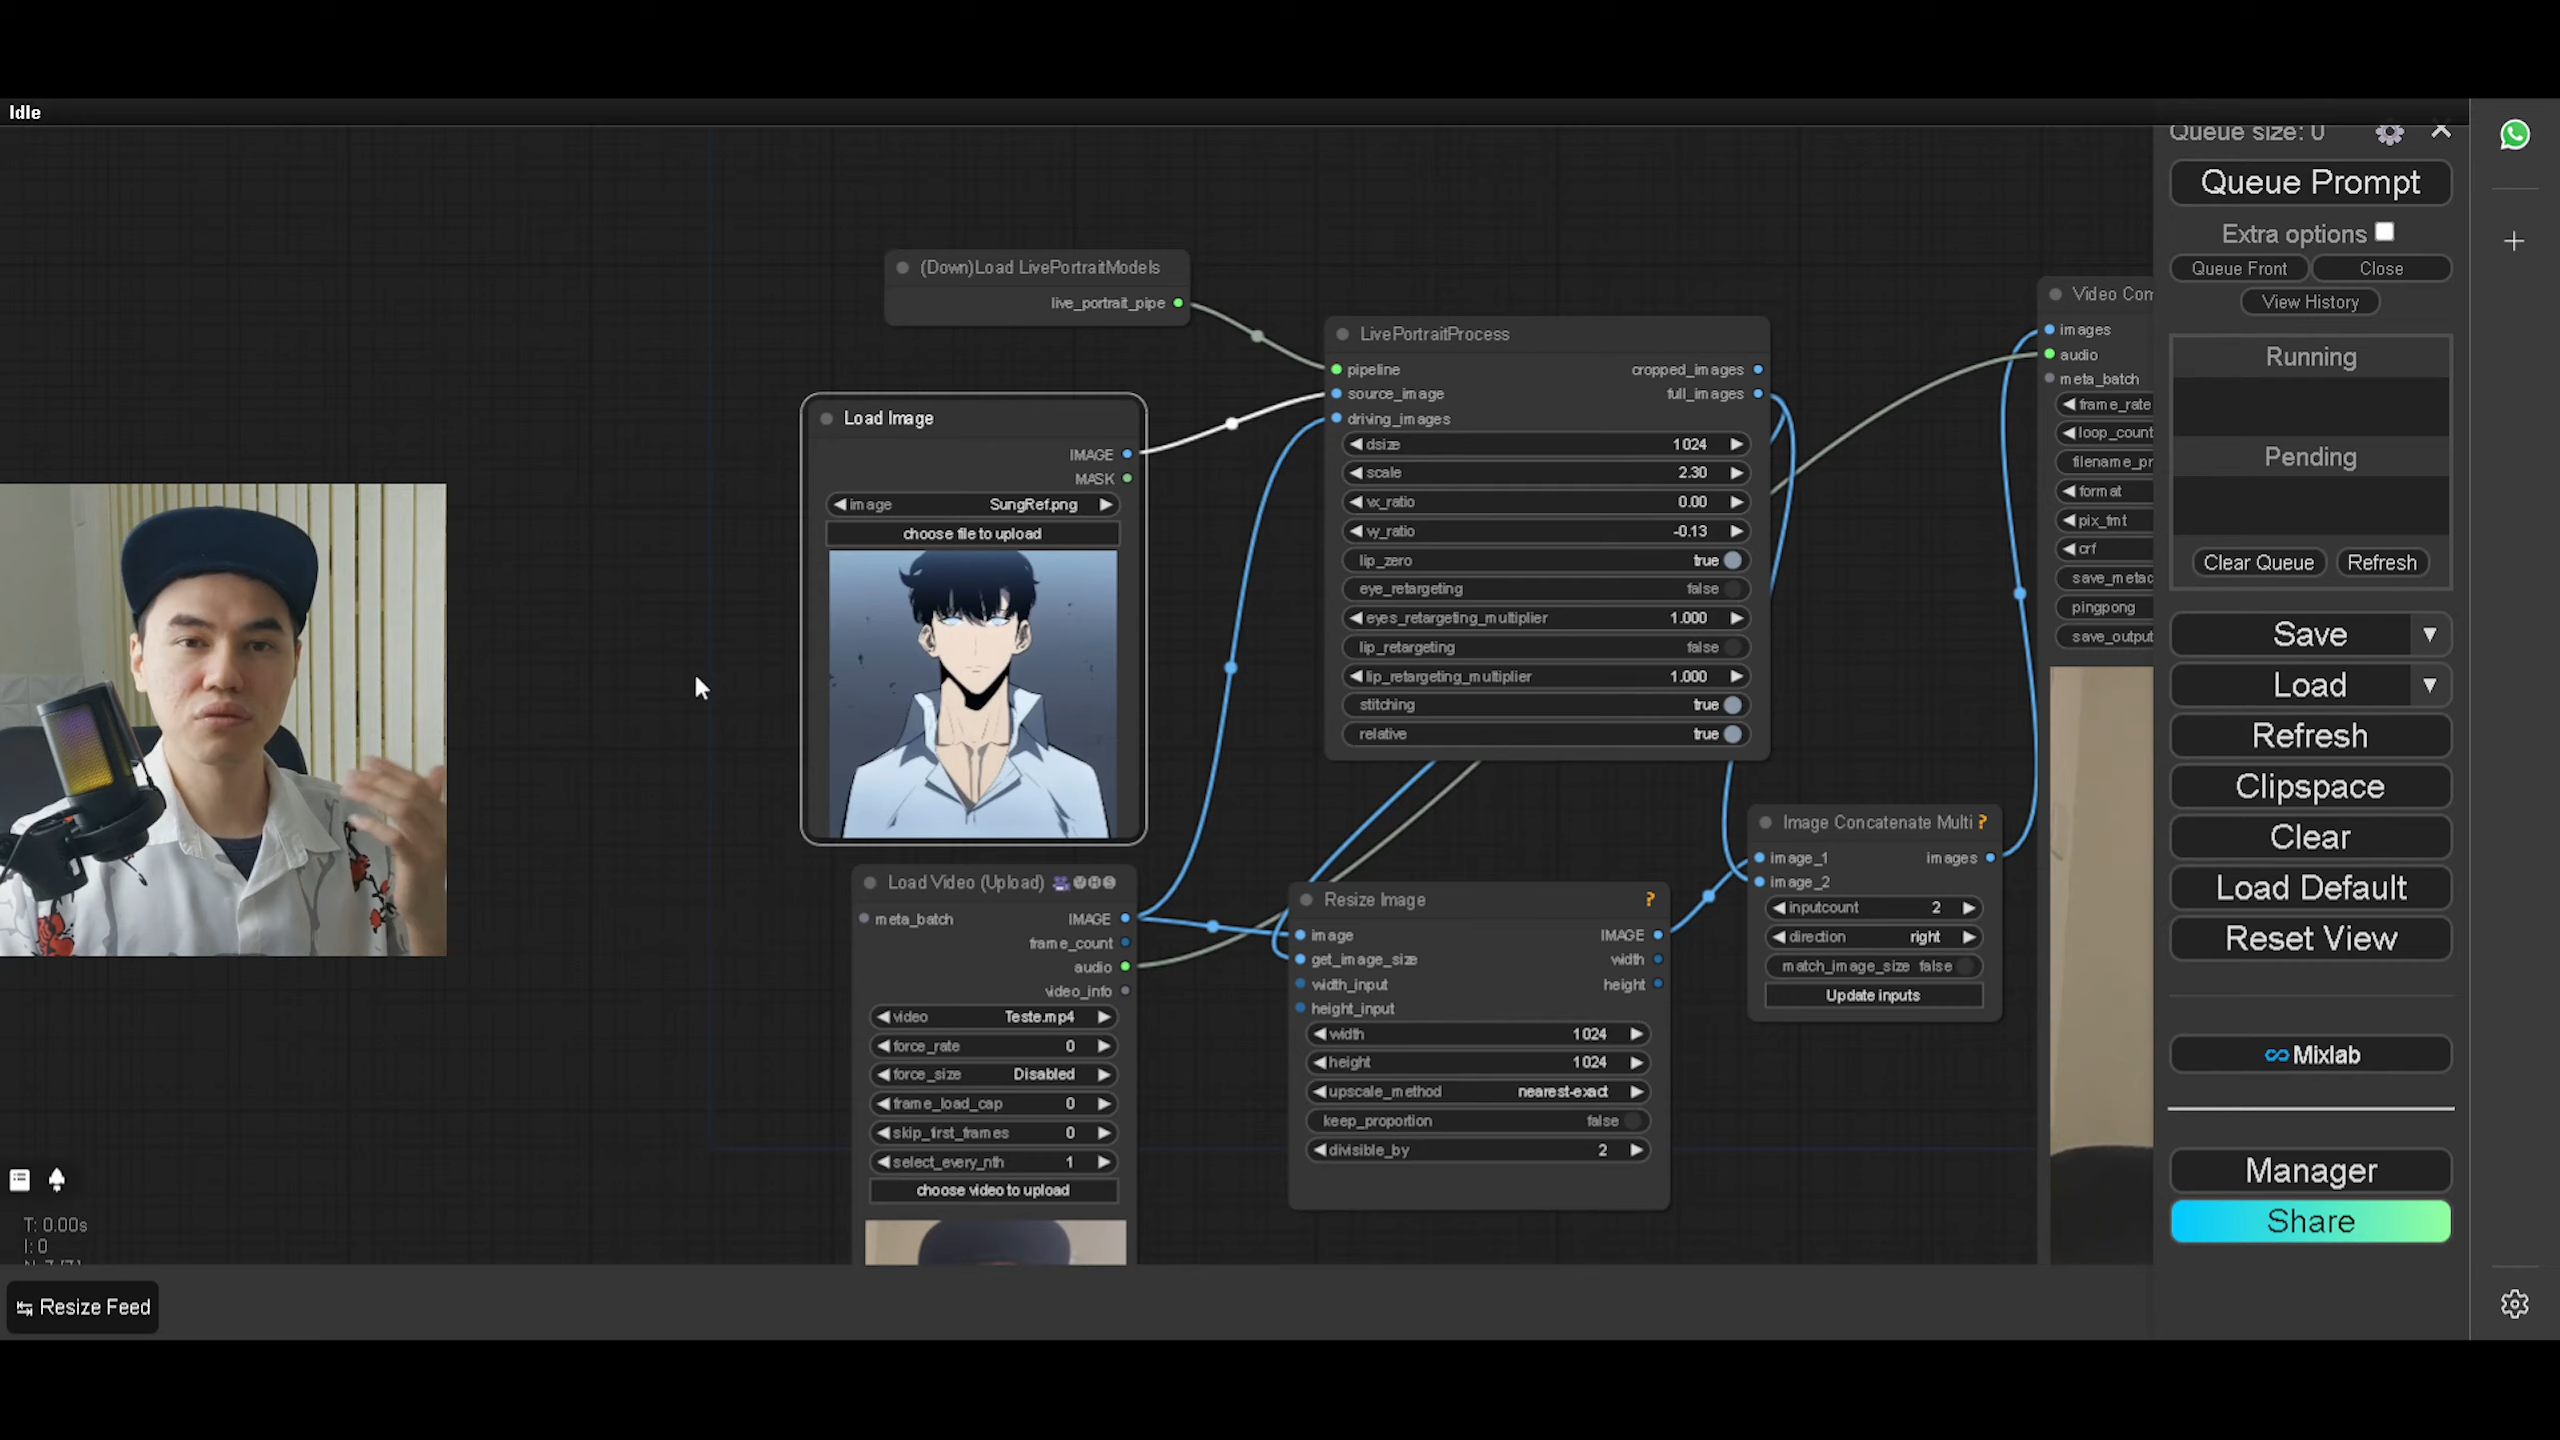 Idle
Queue size: 0
Queue Prompt
Extra options
Queue Front
Close
View History
Running
Pending
Clear Queue
Refresh
Save
Load
Refresh
Clipspace
Clear
Load Default
Reset View
Mixlab
Manager
Share
(Down)Load LivePortraitModels
live_portrait_pipe
Load Image
IMAGE
MASK
image SungRef.png
choose file to upload
LivePortraitProcess
pipeline cropped_images
source_image full_images
driving_images
dsize 1024
scale 2.30
vx_ratio 0.00
vy_ratio -0.13
lip_zero true
eye_retargeting false
eyes_retargeting_multiplier 1.000
lip_retargeting false
lip_retargeting_multiplier 1.000
stitching true
relative true
Load Video (Upload) VHS
meta_batch IMAGE
frame_count
audio
video_info
video Teste.mp4
force_rate 0
force_size Disabled
frame_load_cap 0
skip_first_frames 0
select_every_nth 1
choose video to upload
Resize Image ?
image IMAGE
get_image_size width
width_input height
height_input
width 1024
height 1024
upscale_method nearest-exact
keep_proportion false
divisible_by 2
Image Concatenate Multi ?
image_1 images
image_2
inputcount 2
direction right
match_image_size false
Update inputs
Video Com
images
audio
meta_batch
frame_rate
loop_count
filename_pr
format
pix_fmt
crf
save_metac
pingpong
save_output
T: 0.00s
I: 0
Resize Feed